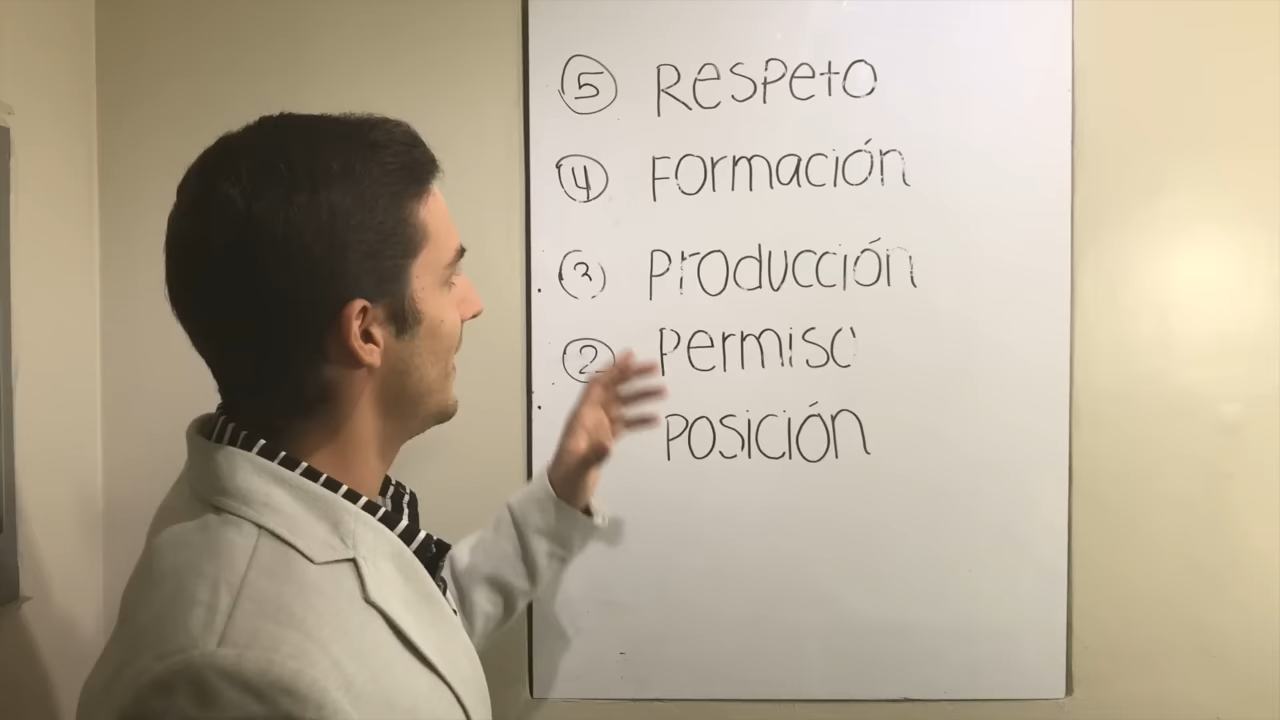 5 Respeto
4 Formación
3 Producción
2 Permiso
Posición